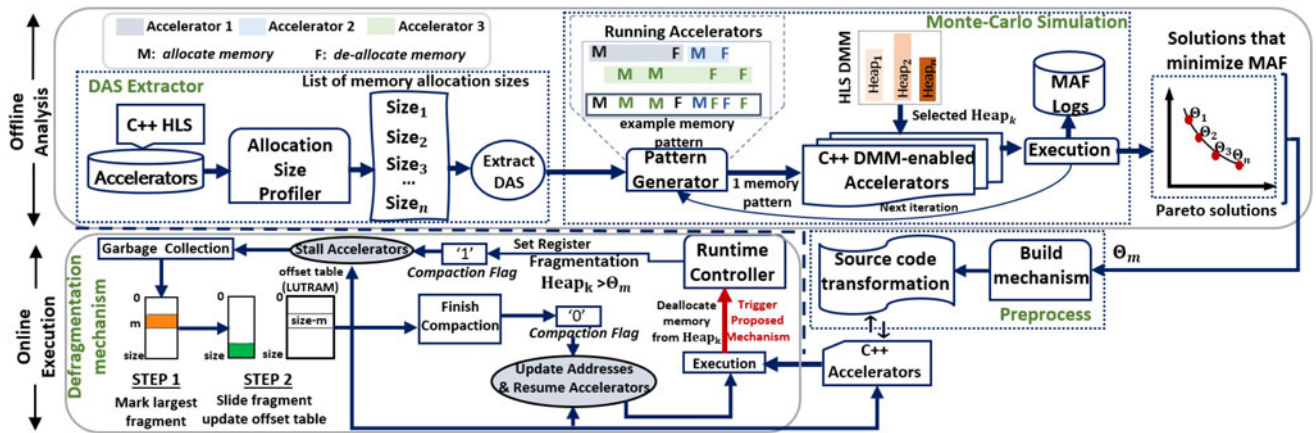 Offline
Analysis
Accelerator 1
Accelerator 2
Accelerator 3
M: allocate memory
F: de-allocate memory
DAS Extractor
C++ HLS
Accelerators
Allocation
Size
Profiler
List of memory allocation sizes
Size1
Size2
Size3
...
Sizen
Extract
DAS
Running Accelerators
M F M F
M M F F
M M M F M F F F
example memory
pattern
Pattern
Generator
1 memory
pattern
Monte-Carlo Simulation
HLS DMM
Heap1
Heap2
Heapn
Selected Heapk
C++ DMM-enabled
Accelerators
Next iteration
MAF
Logs
Execution
Solutions that
minimize MAF
Θ1
Θ2
Θ3
Θn
Pareto solutions
Online
Execution
Defragmentation
mechanism
Garbage Collection
0
m
size
STEP 1
Mark largest
fragment
0
size
STEP 2
Slide fragment
update offset table
offset table
(LUTRAM)
0
size-m
size
Stall Accelerators
'1'
Compaction Flag
Set Register
Fragmentation
Heapk >Θm
Finish
Compaction
'0'
Compaction Flag
Update Addresses
& Resume Accelerators
Runtime
Controller
Deallocate
memory
from Heapk
Trigger
Proposed
Mechanism
Execution
Source code
transformation
Build
mechanism
Θm
Preprocess
C++
Accelerators